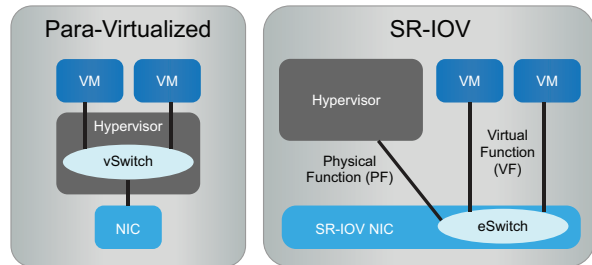 Para-Virtualized
VM VM
Hypervisor
vSwitch
NIC
SR-IOV
Hypervisor
VM VM
Physical
Function (PF)
Virtual
Function
(VF)
SR-IOV NIC
eSwitch